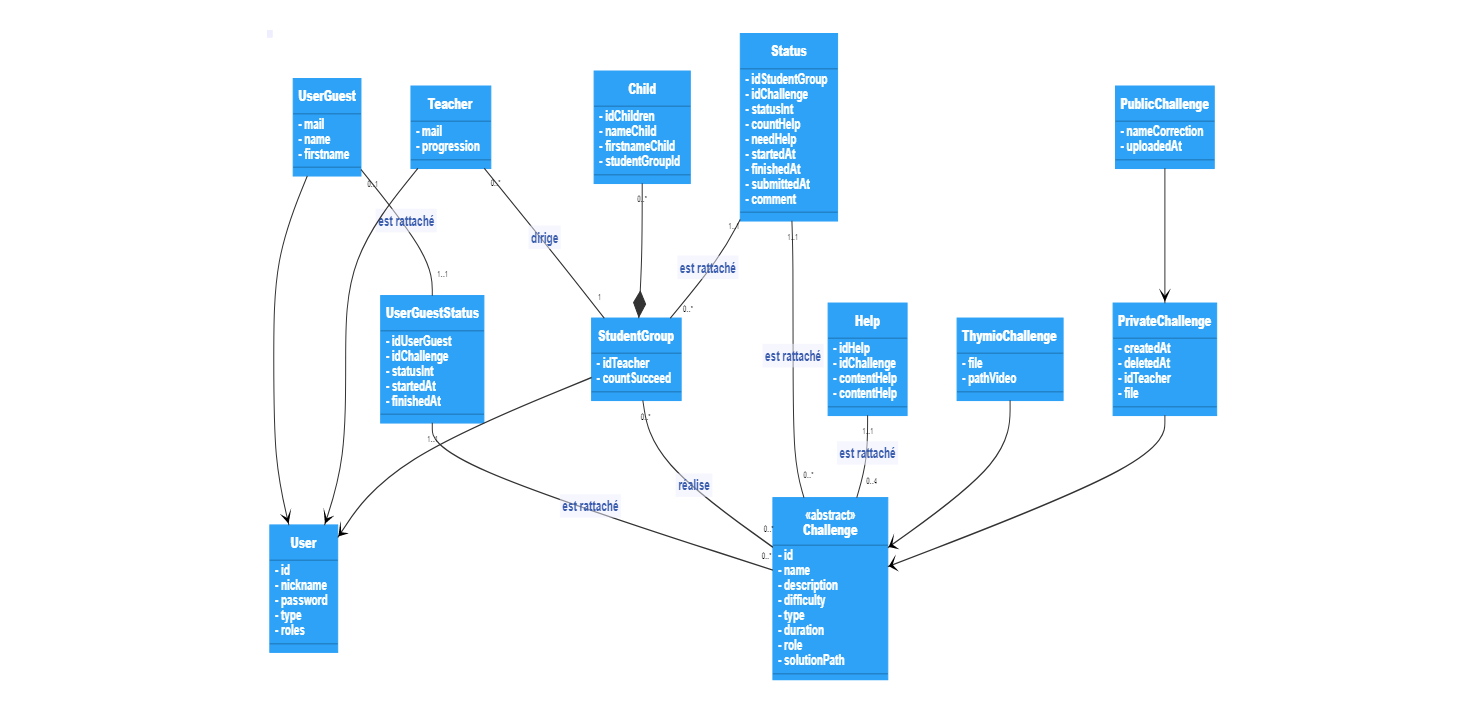 UserGuest
- mail
- name
- firstname
Teacher
- mail
- progression
Child
- idChildren
- nameChild
- firstnameChild
- studentGroupId
Status
- idStudentGroup
- idChallenge
- statusInt
- countHelp
- needHelp
- startedAt
- finishedAt
- submittedAt
- comment
PublicChallenge
- nameCorrection
- uploadedAt
0..1
0..*
0..*
1..1
1..1
est rattaché
dirige
est rattaché
1..1
1
0..*
UserGuestStatus
- idUserGuest
- idChallenge
- statusInt
- startedAt
- finishedAt
StudentGroup
- idTeacher
- countSucceed
est rattaché
Help
- idHelp
- idChallenge
- contentHelp
- contentHelp
ThymioChallenge
- file
- pathVideo
PrivateChallenge
- createdAt
- deletedAt
- idTeacher
- file
1..1
0..*
1..1
est rattaché
0..*
0..4
réalise
est rattaché
0..*
0..*
User
- id
- nickname
- password
- type
- roles
«abstract»
Challenge
- id
- name
- description
- difficulty
- type
- duration
- role
- solutionPath